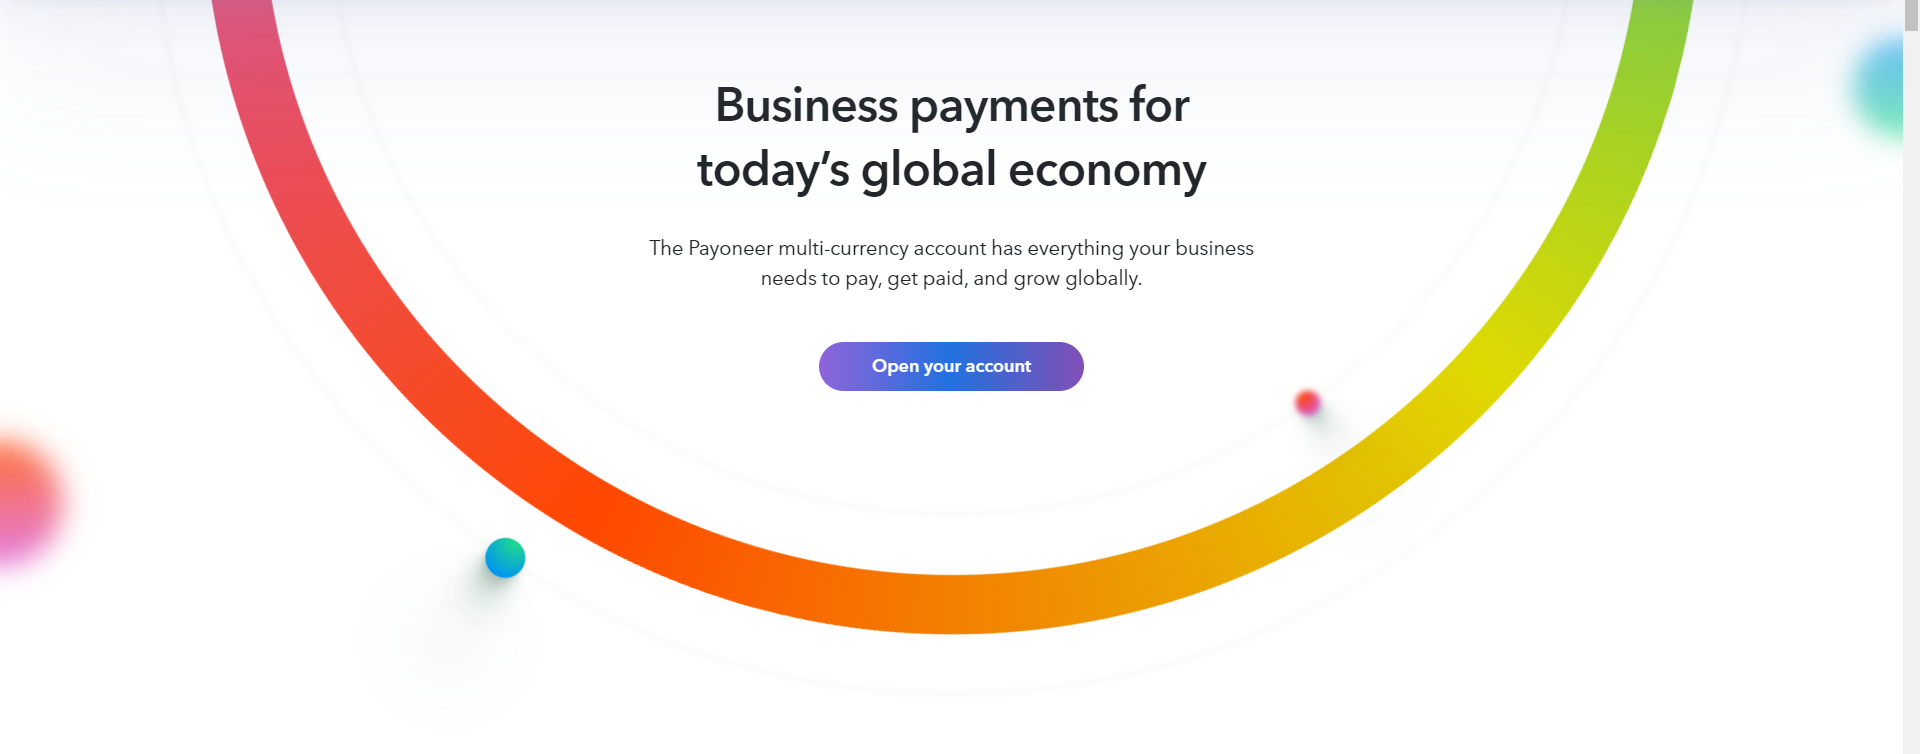 Business payments for
today’s global economy
The Payoneer multi-currency account has everything your business
needs to pay, get paid, and grow globally.
Open your account